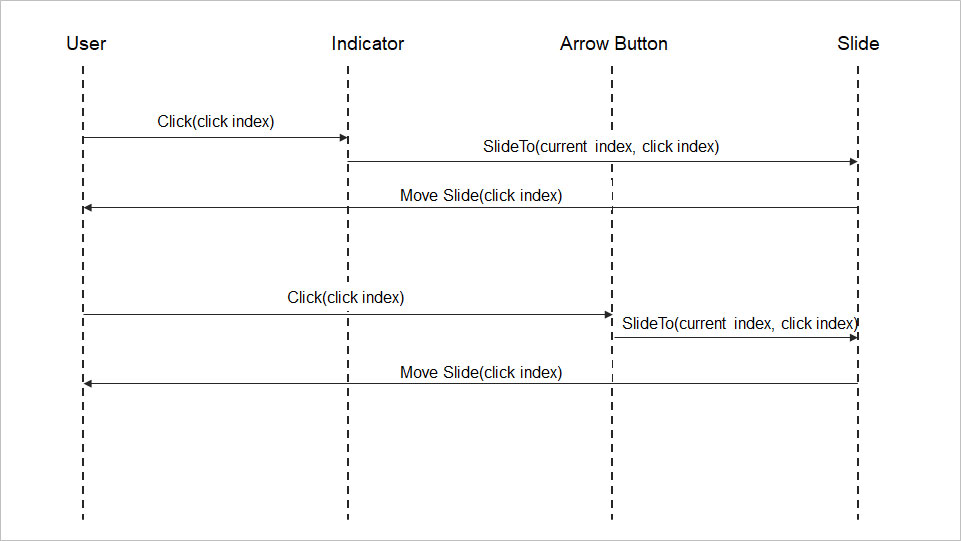 User
Indicator
Arrow Button
Slide
Click(click index)
SlideTo(current index, click index)
Move Slide(click index)
Click(click index)
SlideTo(current index, click index)
Move Slide(click index)